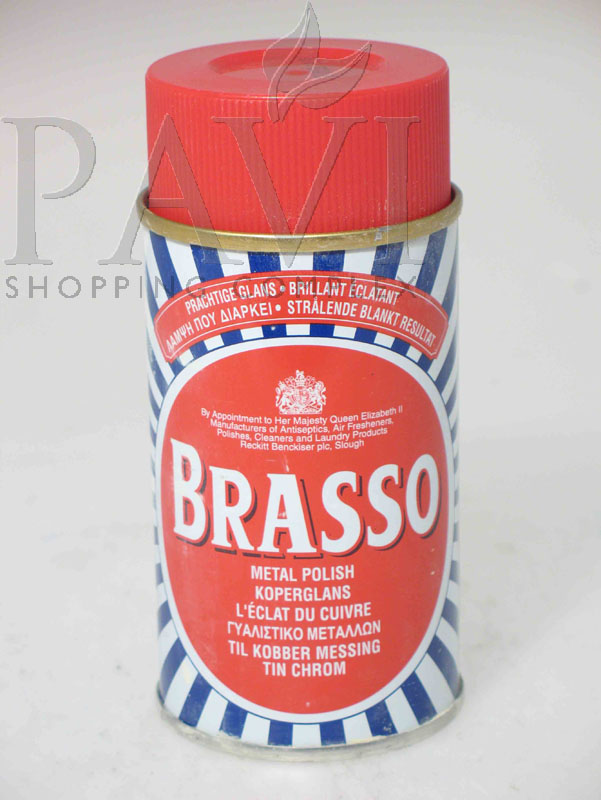 PAVI
SHOPPING COMPLEX
PRACHTIGE GLANS • BRILLANT ÉCLATANT
ΛΑΜΨΗ ΠΟΥ ΔΙΑΡΚΕΙ • STRÅLENDE BLANKT RESULTAT
By Appointment to Her Majesty Queen Elizabeth II
Manufacturers of Antiseptics, Air Fresheners,
Polishes, Cleaners and Laundry Products
Reckitt Benckiser plc, Slough
BRASSO
METAL POLISH
KOPERGLANS
L'ÉCLAT DU CUIVRE
ΓΥΑΛΙΣΤΙΚΟ ΜΕΤΑΛΛΩΝ
TIL KOBBER MESSING
TIN CHROM